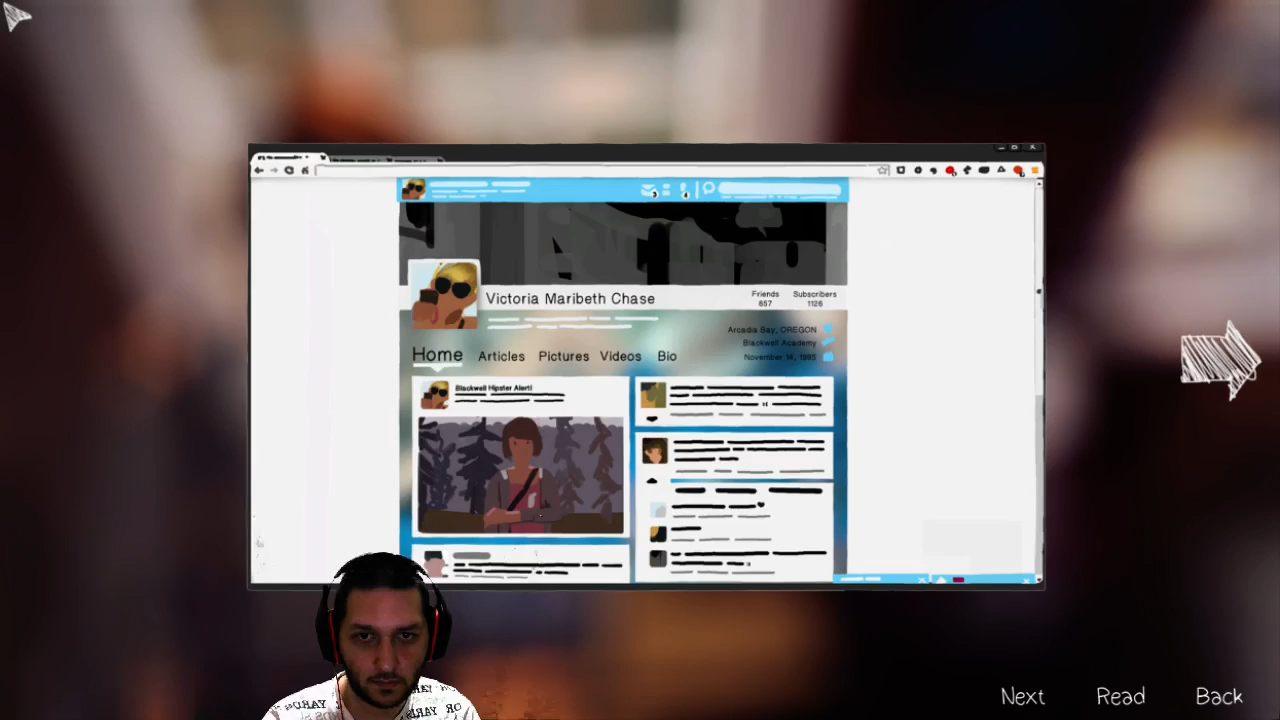 Victoria Maribeth Chase
Friends
857
Subscribers
1126
Arcadia Bay, OREGON
Blackwell Academy
November 14, 1995
Home Articles Pictures Videos Bio
Blackwell Hipster Alert!
Next Read Back